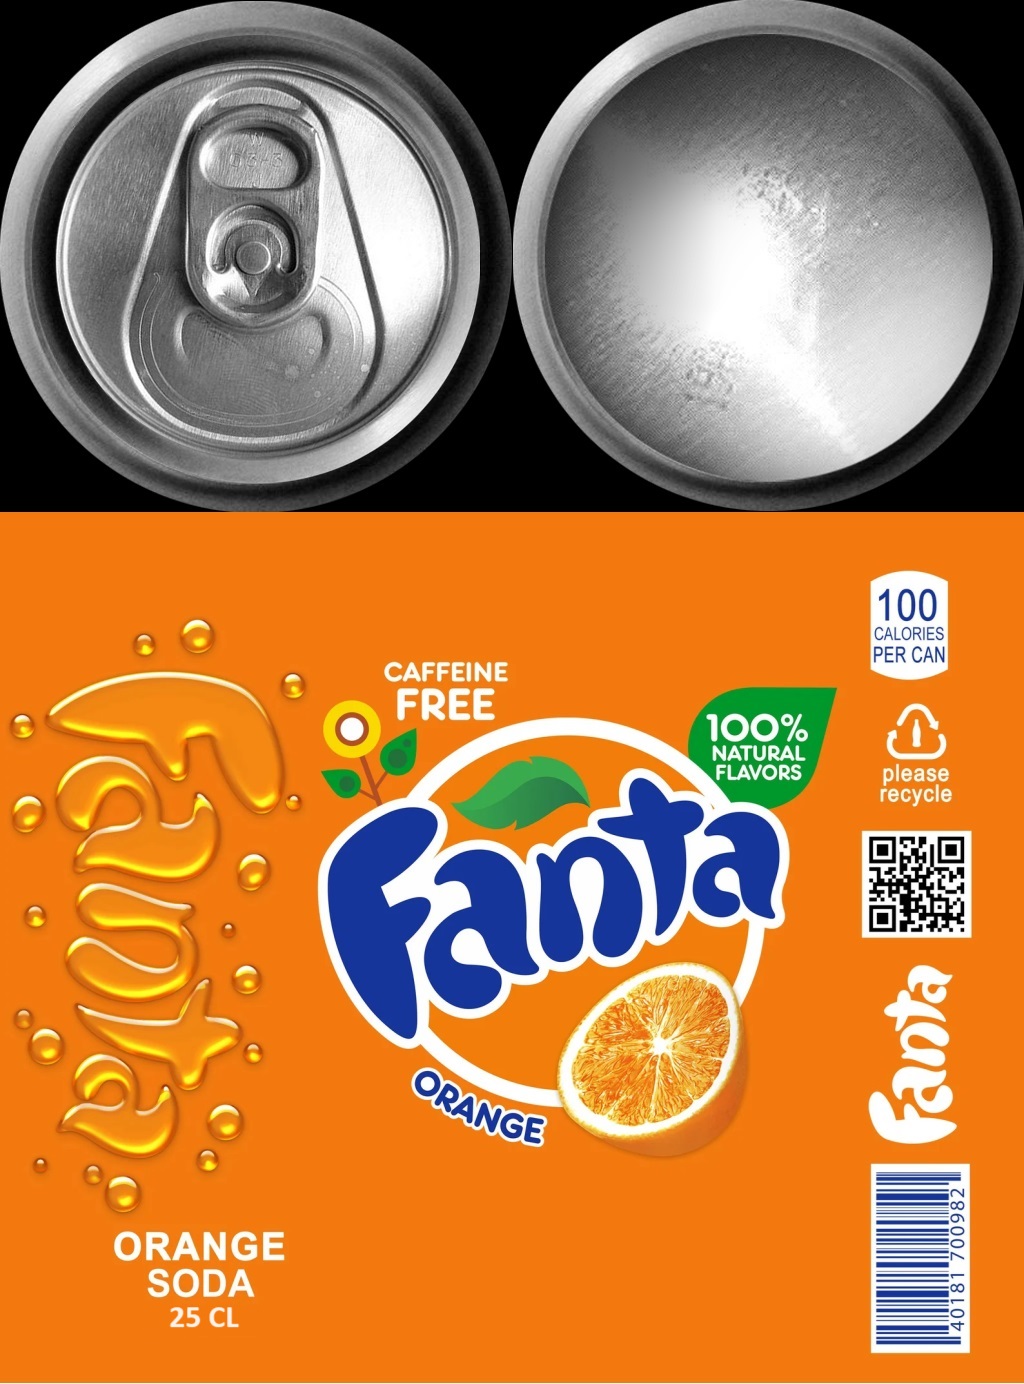 Fanta
ORANGE
SODA
25 CL
CAFFEINE
FREE
100%
NATURAL
FLAVORS
Fanta
ORANGE
100
CALORIES
PER CAN
please
recycle
Fanta
40181 700982